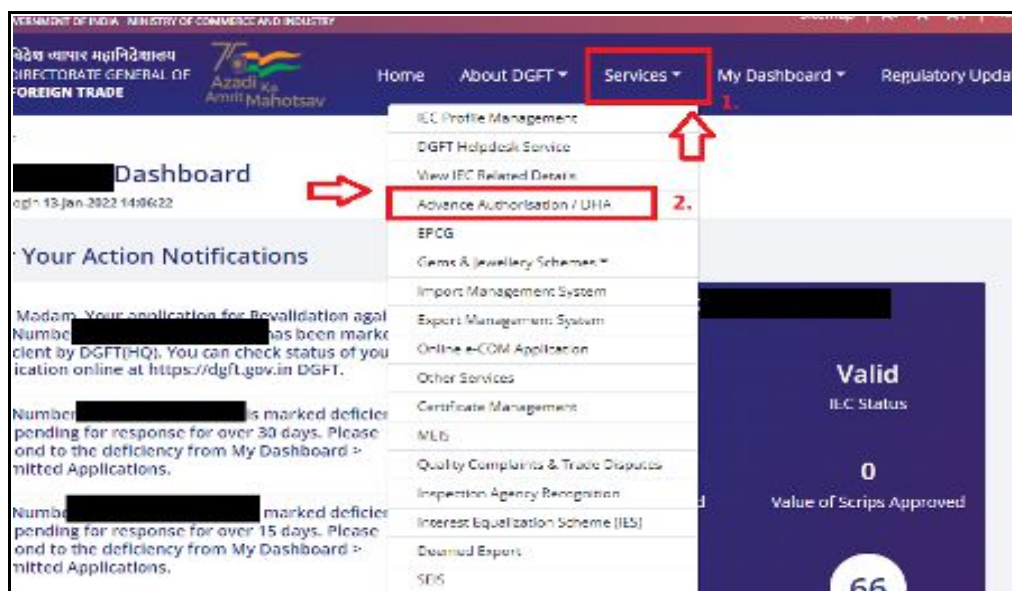 VERNMENT OF INDIA MINISTRY OF COMMERCE AND INDUSTRY
Sitemap
विदेश व्यापार महानिदेशालय
DIRECTORATE GENERAL OF
FOREIGN TRADE
75
Azadi Ka
Amrit Mahotsav
Home About DGFT Services My Dashboard Regulatory Upda
1.
IEC Profile Management
DGFT Helpdesk Service
View IEC Related Details
Advance Authorisation / DFIA
2.
EPCG
Gems & Jewellery Schemes
Import Management System
Export Management System
Online e-COM Application
Other Services
Certificate Management
MEIS
Quality Complaints & Trade Disputes
Inspection Agency Recognition
Interest Equalization Scheme (IES)
Deemed Export
SEIS
Dashboard
ogin 13-Jan-2022 14:06:22
Your Action Notifications
Madam, Your application for Revalidation agai
Numbe has been marke
cient by DGFT(HQ). You can check status of you
ication online at https://dgft.gov.in DGFT.
Number is marked deficie
pending for response for over 30 days. Please
ond to the deficiency from My Dashboard >
mitted Applications.
Numbe marked deficie
pending for response for over 15 days. Please
ond to the deficiency from My Dashboard >
mitted Applications.
Valid
IEC Status
d
0
Value of Scrips Approved
66